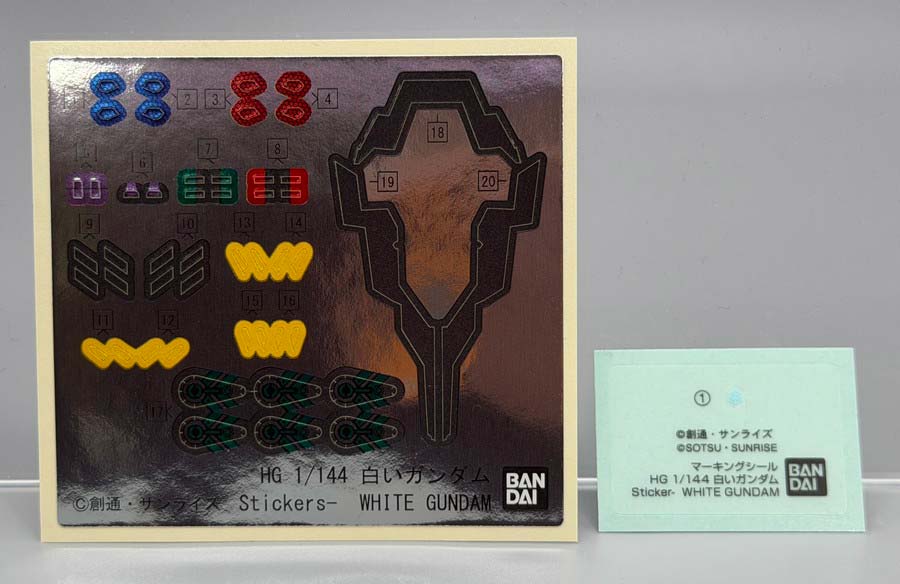 1 2 3 4
5 6 7 8
18
19 20
9 10 13 14
15 16
11 12
17
HG 1/144 白いガンダム
©創通・サンライズ Stickers- WHITE GUNDAM
BAN
DAI
①
©創通・サンライズ
©SOTSU・SUNRISE
マーキングシール
HG 1/144 白いガンダム
Sticker- WHITE GUNDAM
BAN
DAI